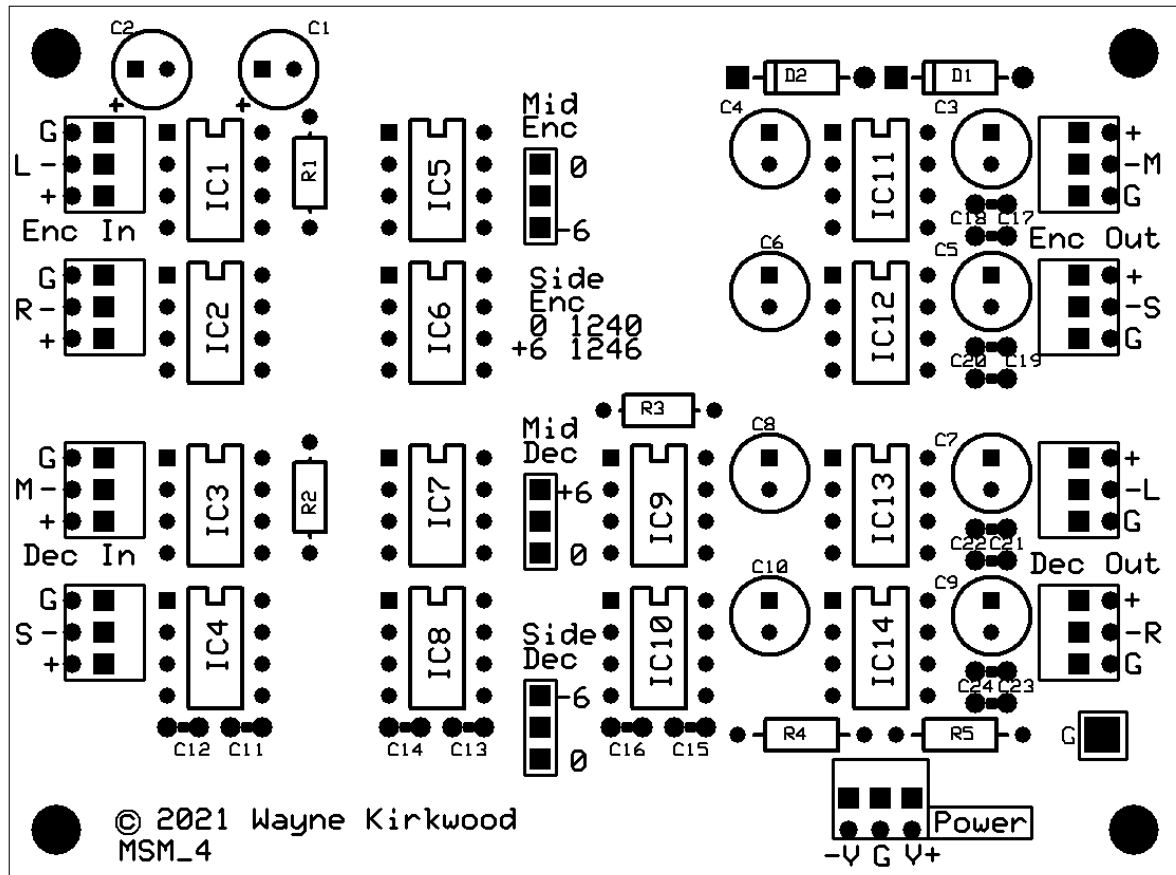 C2 C1
D2 D1
C4 C3
Mid
Enc
G
L -
+
Enc In
IC1
R1
IC5
0
-6
IC11
+
-M
G
C18 C17
Enc Out
G
R -
+
IC2
IC6
Side
Enc
0 1240
+6 1246
C6
IC12
C5
+
-S
G
C20 C19
R3
Mid
Dec
G
M -
+
Dec In
IC3
R2
IC7
+6
0
IC9
C8
IC13
C7
+
-L
G
C22 C21
Dec Out
G
S -
+
IC4
IC8
Side
Dec
-6
0
IC10
C10
IC14
C9
+
-R
G
C24 C23
C12 C11
C14 C13
C16 C15
R4 R5
G
© 2021 Wayne Kirkwood
MSM_4
Power
-V G V+
+ +